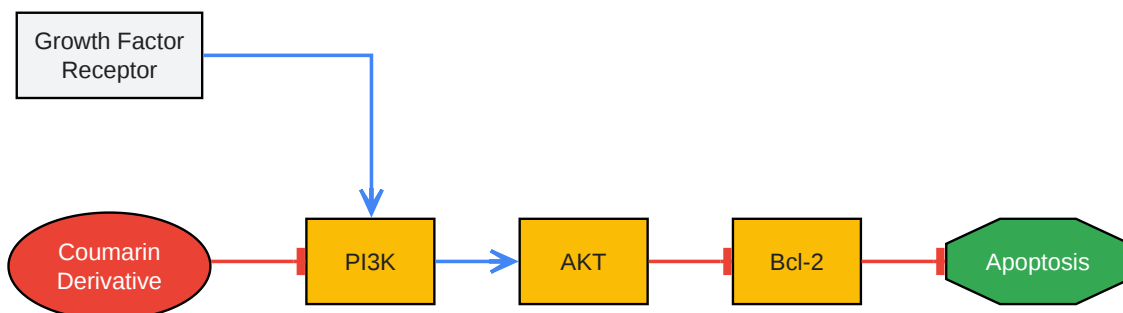 Growth Factor
Receptor
Coumarin
Derivative
PI3K
AKT
Bcl-2
Apoptosis